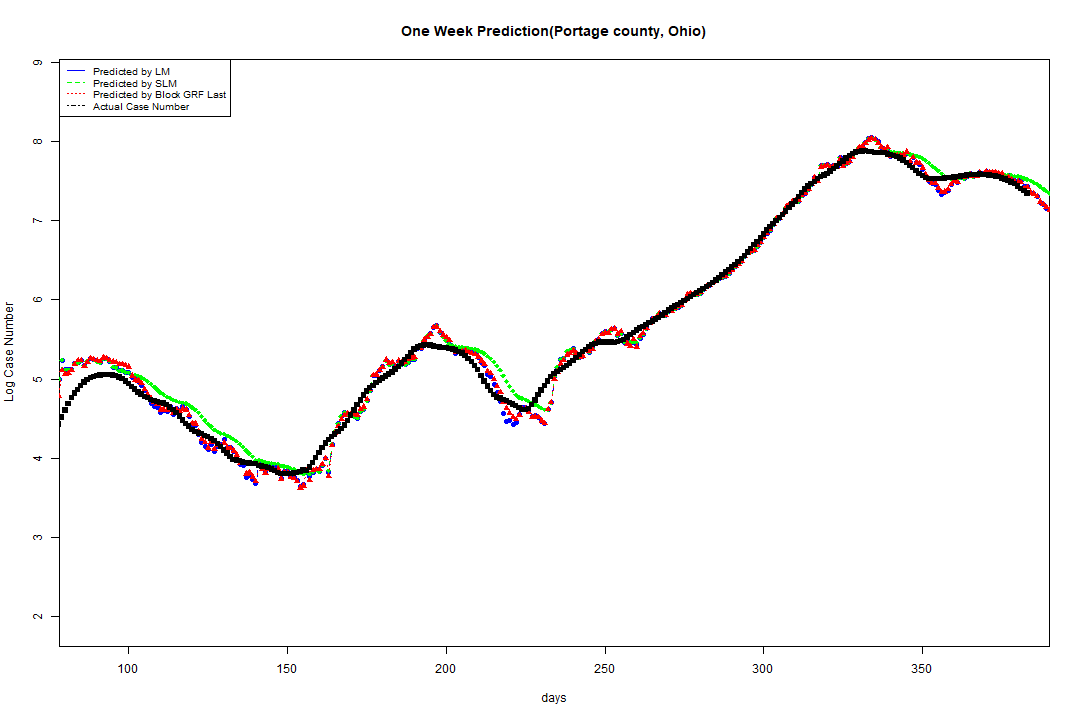 One Week Prediction(Portage county, Ohio)
Predicted by LM
Predicted by SLM
Predicted by Block GRF Last
Actual Case Number
9
8
7
6
5
4
3
2
Log Case Number
100 150 200 250 300 350
days